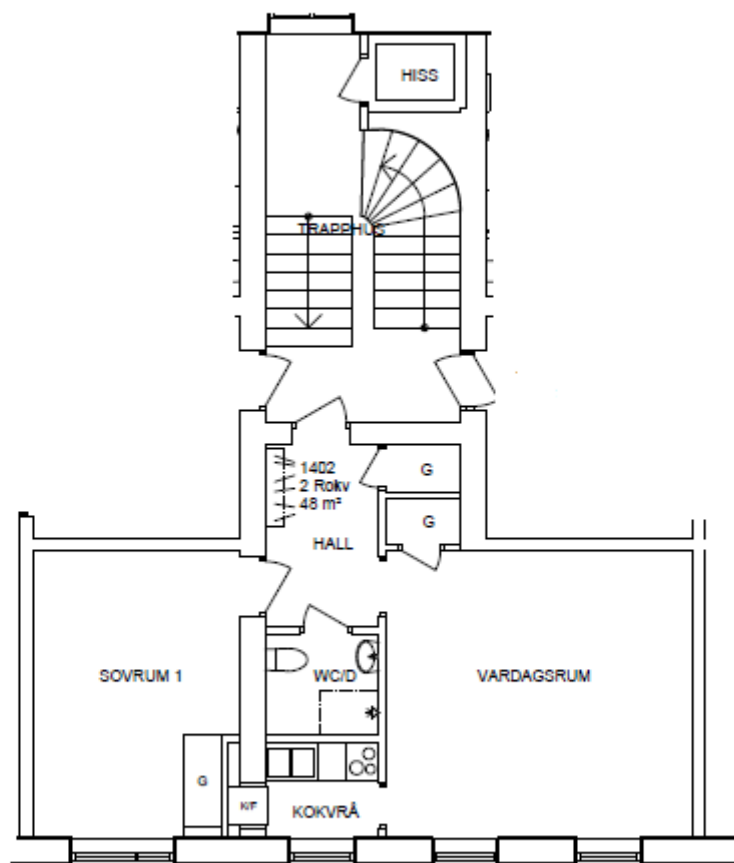 HISS
TRAPPHUS
1402
2 Rokv
48 m²
G
G
HALL
SOVRUM 1
WC/D
VARDAGSRUM
G
K/F
KOKVRÅ